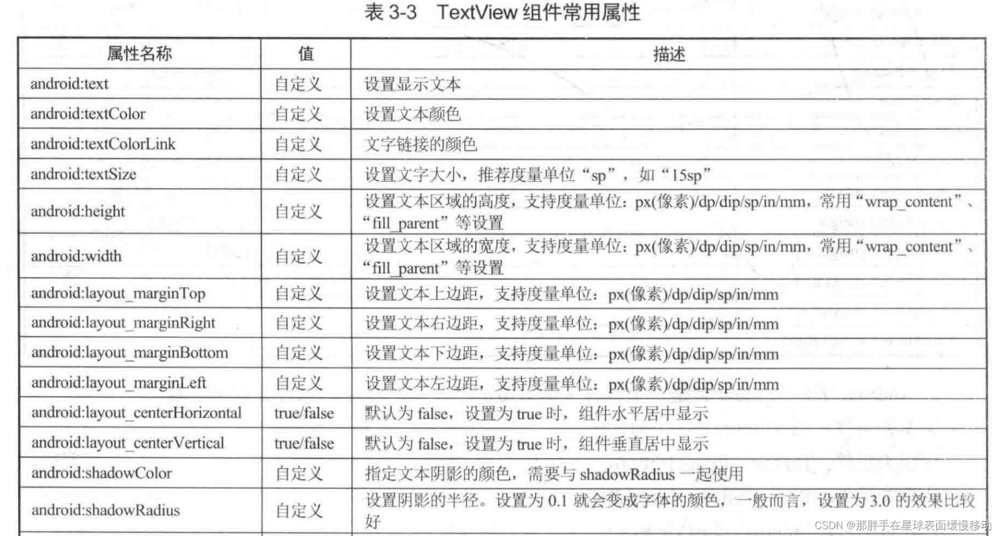 表 3-3 TextView 组件常用属性
属性名称 值 描述
android:text 自定义 设置显示文本
android:textColor 自定义 设置文本颜色
android:textColorLink 自定义 文字链接的颜色
android:textSize 自定义 设置文字大小，推荐度量单位“sp”，如“15sp”
android:height 自定义 设置文本区域的高度，支持度量单位：px(像素)/dp/dip/sp/in/mm，常用“wrap_content”、
“fill_parent”等设置
android:width 自定义 设置文本区域的宽度，支持度量单位：px(像素)/dp/dip/sp/in/mm，常用“wrap_content”、
“fill_parent”等设置
android:layout_marginTop 自定义 设置文本上边距，支持度量单位：px(像素)/dp/dip/sp/in/mm
android:layout_marginRight 自定义 设置文本右边距，支持度量单位：px(像素)/dp/dip/sp/in/mm
android:layout_marginBottom 自定义 设置文本下边距，支持度量单位：px(像素)/dp/dip/sp/in/mm
android:layout_marginLeft 自定义 设置文本左边距，支持度量单位：px(像素)/dp/dip/sp/in/mm
android:layout_centerHorizontal true/false 默认为 false，设置为 true 时，组件水平居中显示
android:layout_centerVertical true/false 默认为 false，设置为 true 时，组件垂直居中显示
android:shadowColor 自定义 指定文本阴影的颜色，需要与 shadowRadius 一起使用
android:shadowRadius 自定义 设置阴影的半径。设置为 0.1 就会变成字体的颜色，一般而言，设置为 3.0 的效果比较
好
CSDN @那胖手在星球表面缓慢移动